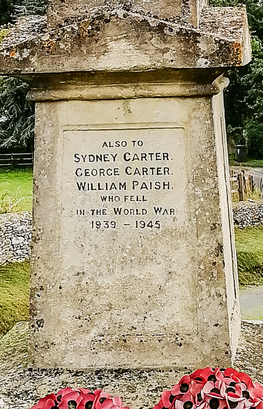 ALSO TO
SYDNEY CARTER.
GEORGE CARTER.
WILLIAM PAISH.
WHO FELL
IN THE WORLD WAR
1939 – 1945